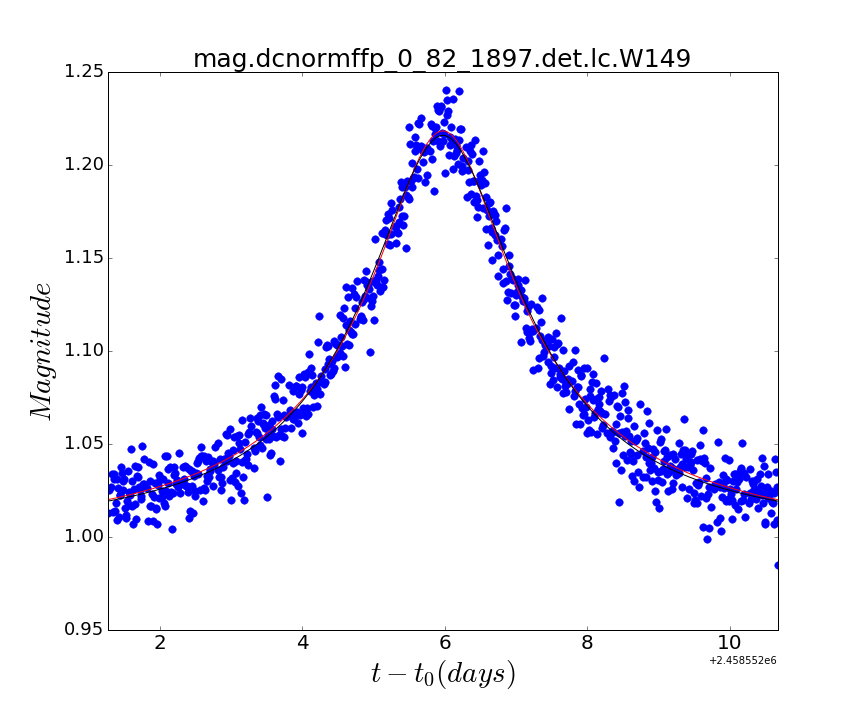 mag.dcnormffp_0_82_1897.det.lc.W149
1.25
1.20
1.15
1.10
1.05
1.00
0.95
Magnitude
2 4 6 8 10
+2.458552e6
t − t₀(days)